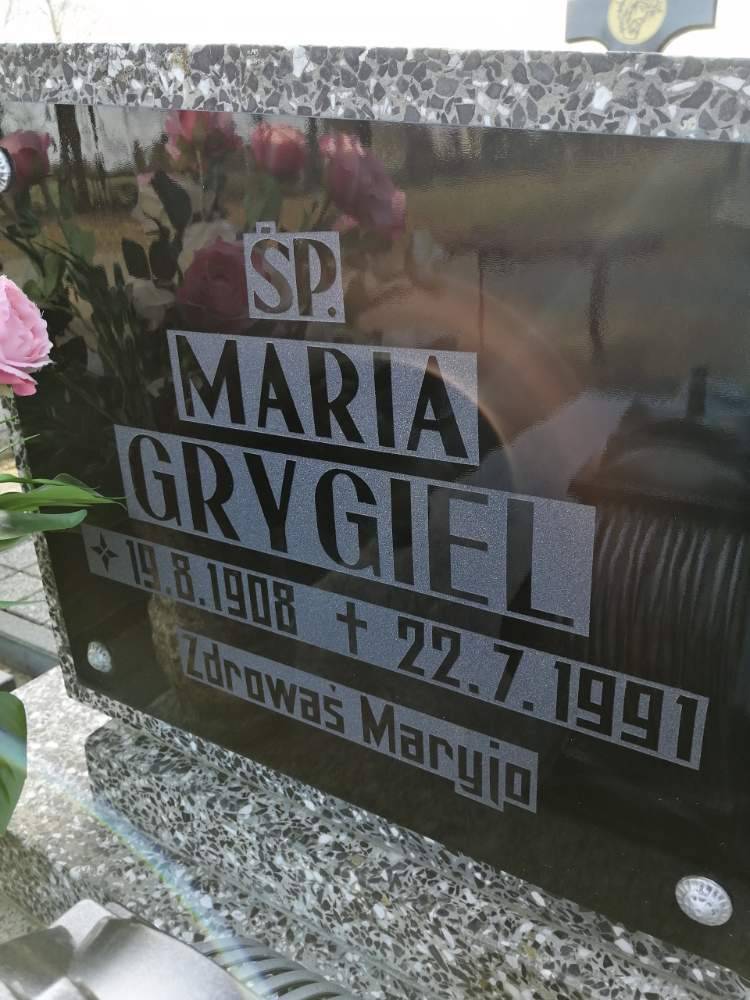 ŚP.
MARIA
GRYGIEL
19.8.1908 † 22.7.1991
Zdrowaś Maryjo